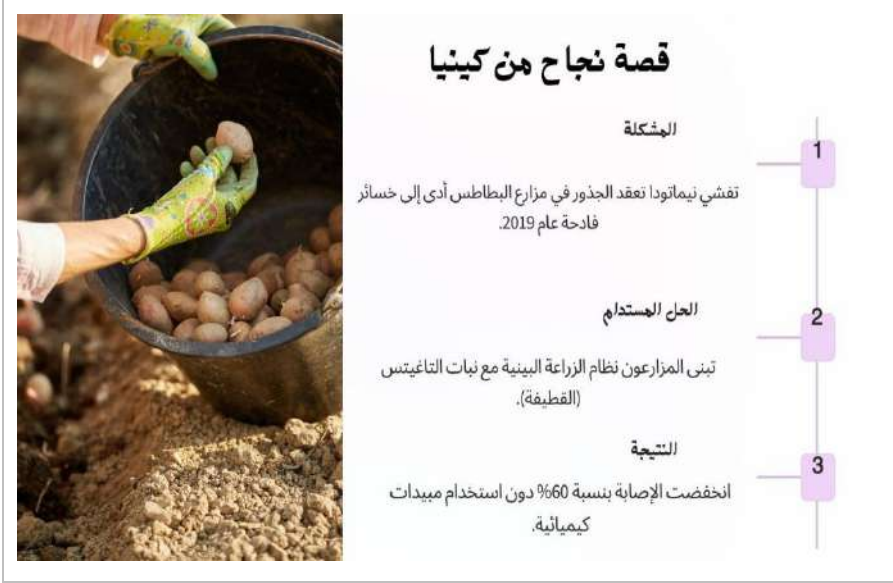 قصة نجاح من كينيا
1
المشكلة
تفشي نيماتودا تعقد الجذور في مزارع البطاطس أدى إلى خسائر
فادحة عام 2019.
2
الحل المستدام
تبنى المزارعون نظام الزراعة البينية مع نبات التاغيتس
(القطيفة).
3
النتيجة
انخفضت الإصابة بنسبة 60% دون استخدام مبيدات
كيميائية.